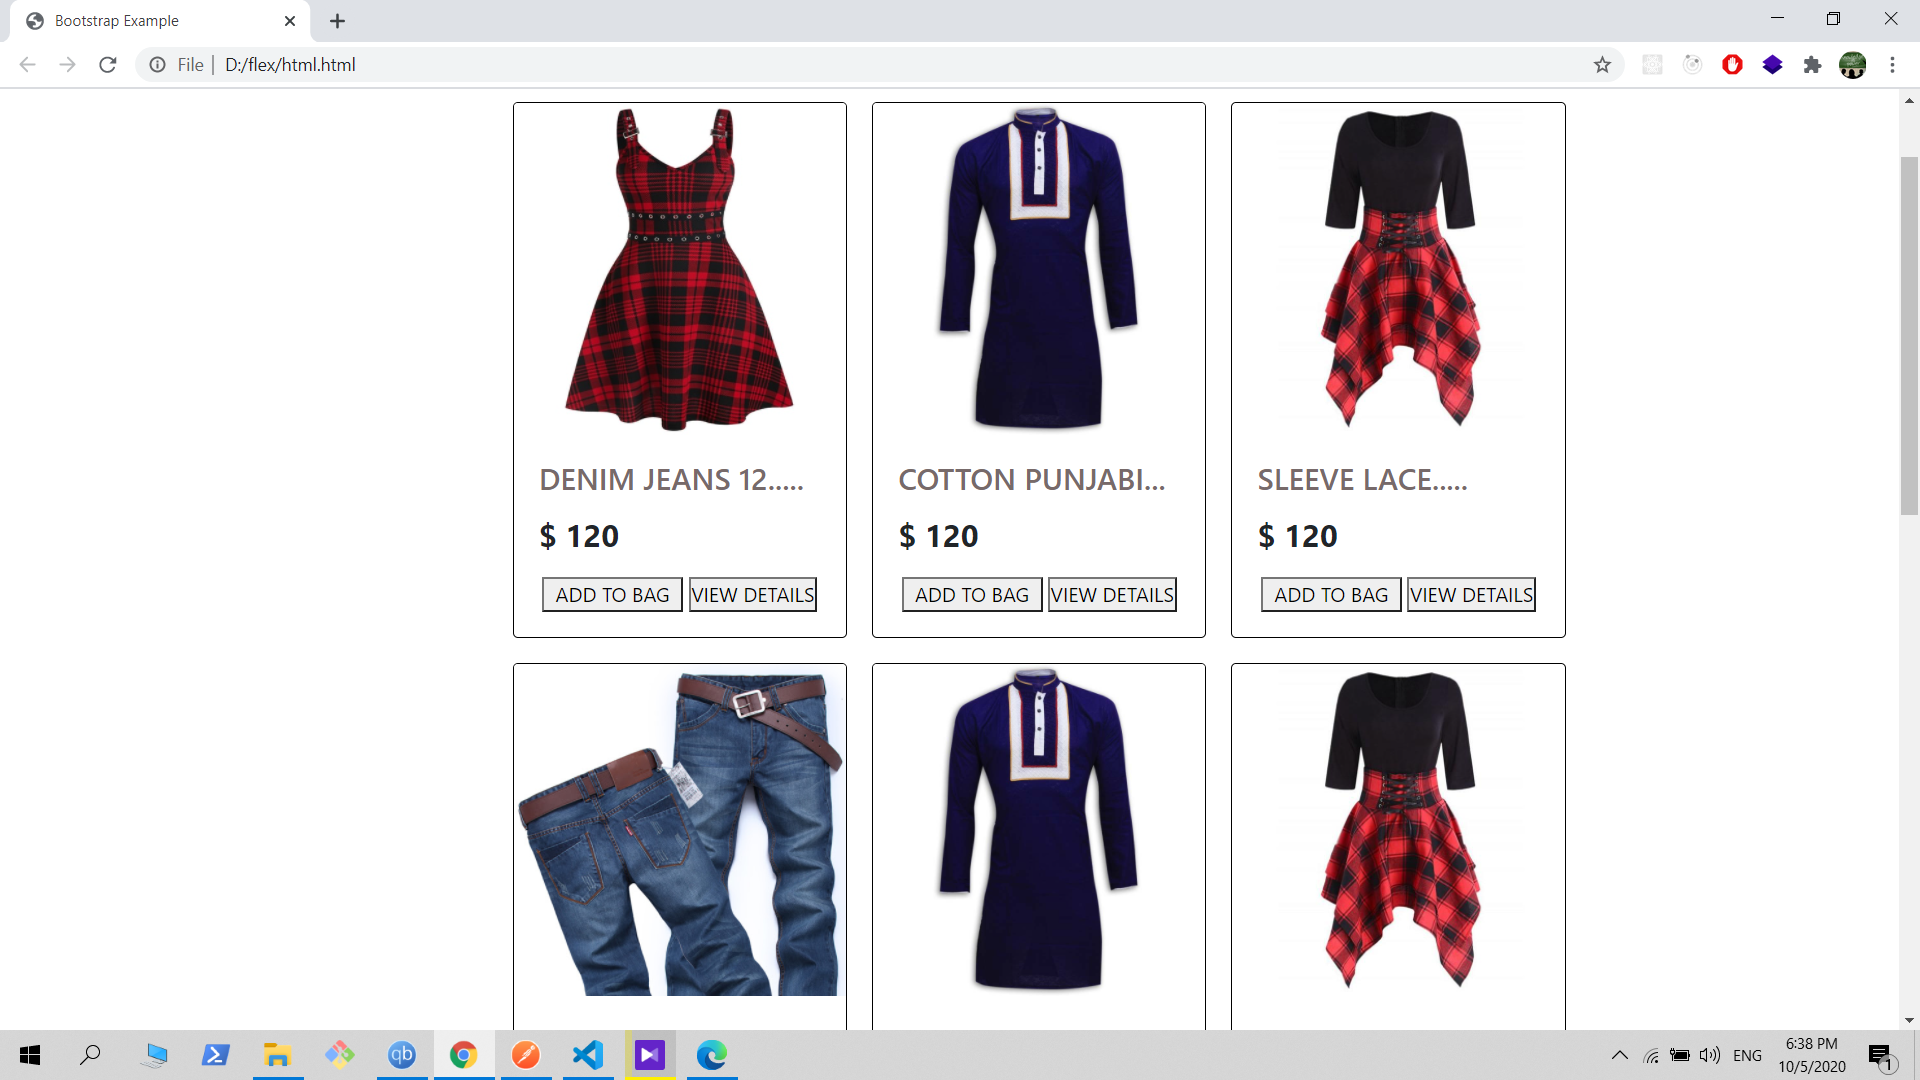 Bootstrap Example
File | D:/flex/html.html
DENIM JEANS 12.....
$ 120
ADD TO BAG VIEW DETAILS
COTTON PUNJABI...
$ 120
ADD TO BAG VIEW DETAILS
SLEEVE LACE.....
$ 120
ADD TO BAG VIEW DETAILS
qb
ENG
6:38 PM
10/5/2020
1